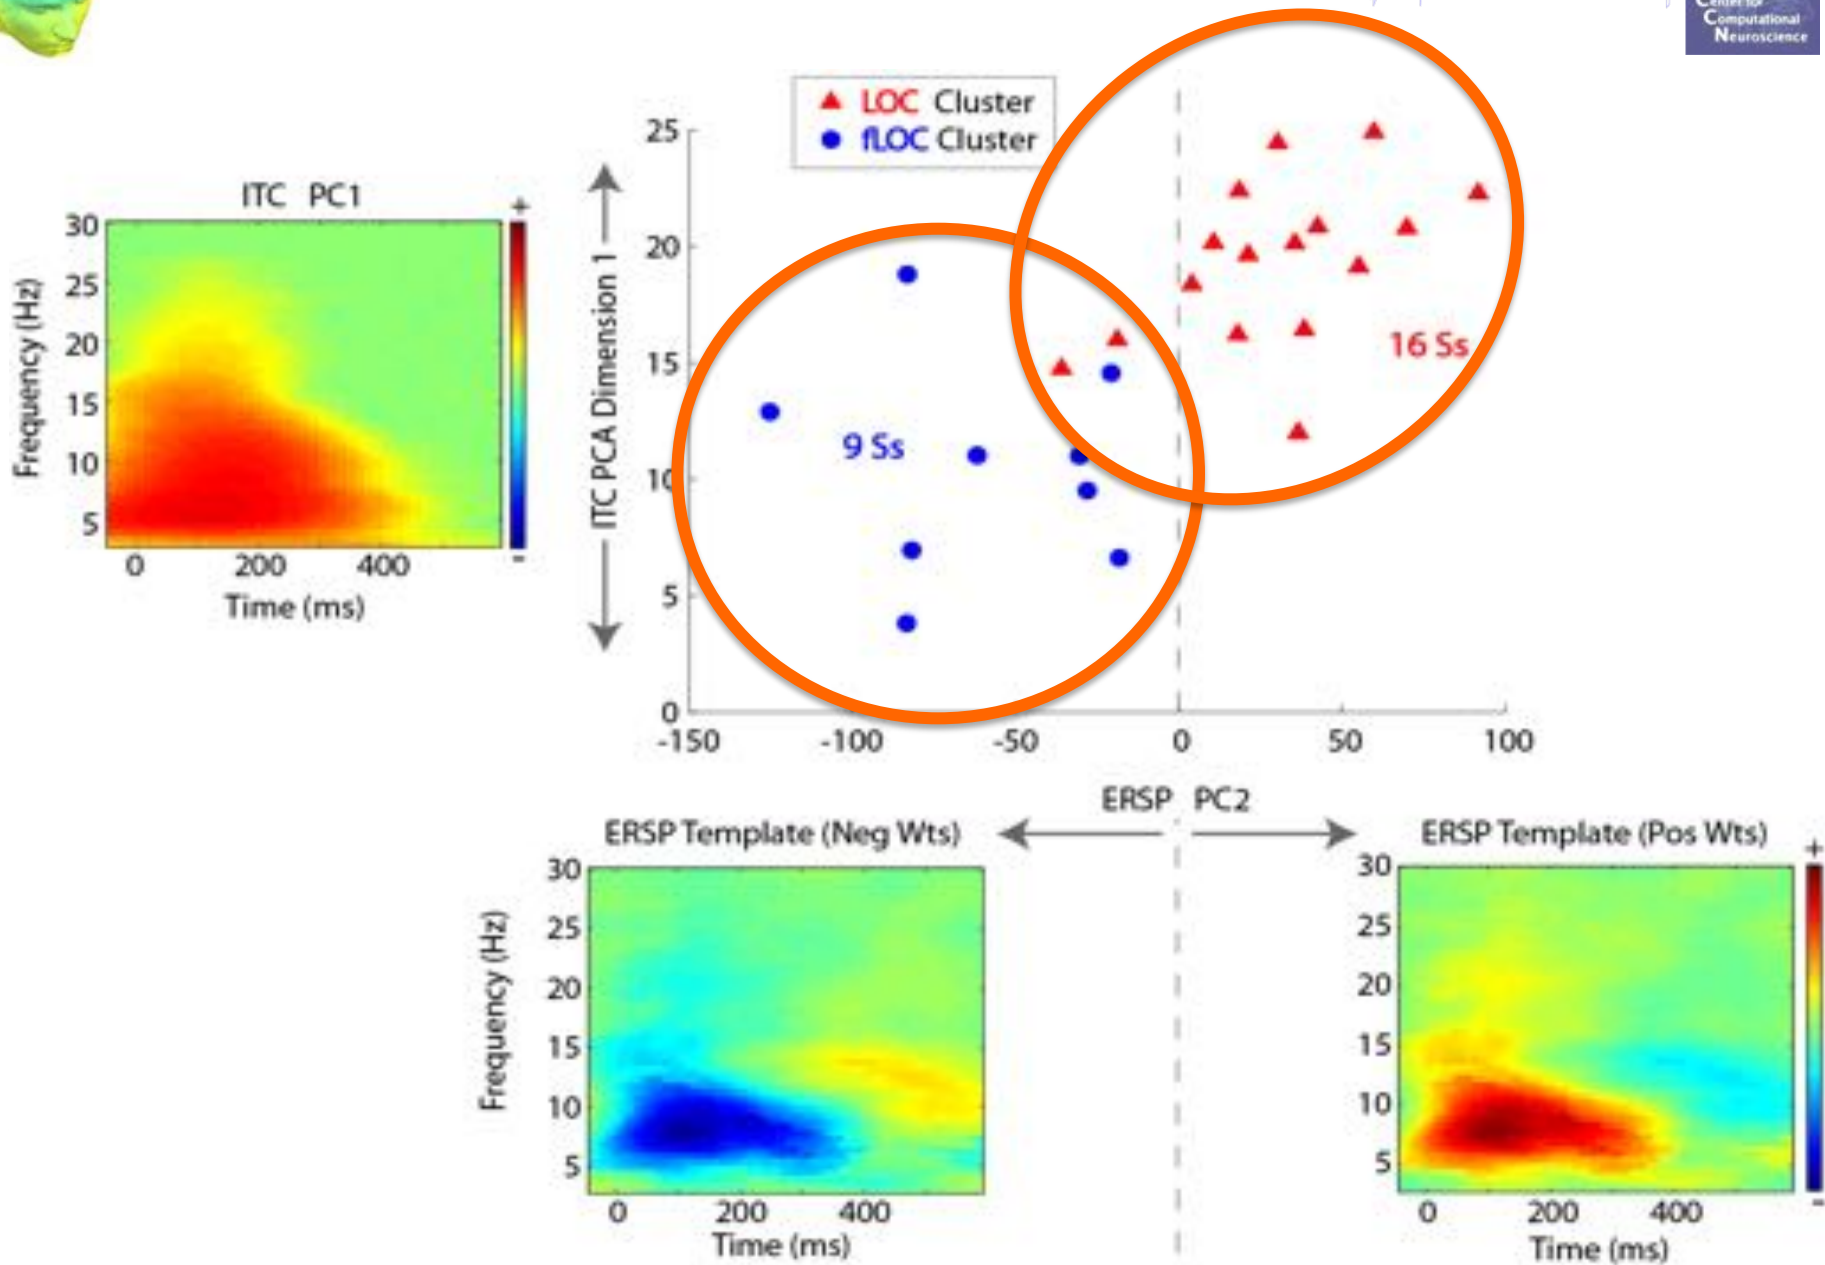 Center for
Computational
Neuroscience
LOC Cluster
fLOC Cluster
ITC PC1
+
30
25
20
15
10
5
-
0 200 400
Time (ms)
Frequency (Hz)
ITC PCA Dimension 1
25
20
15
10
5
0
9 Ss
16 Ss
-150 -100 -50 0 50 100
ERSP PC2
ERSP Template (Neg Wts)
30
25
20
15
10
5
Frequency (Hz)
0 200 400
Time (ms)
ERSP Template (Pos Wts)
+
30
25
20
15
10
5
-
0 200 400
Time (ms)